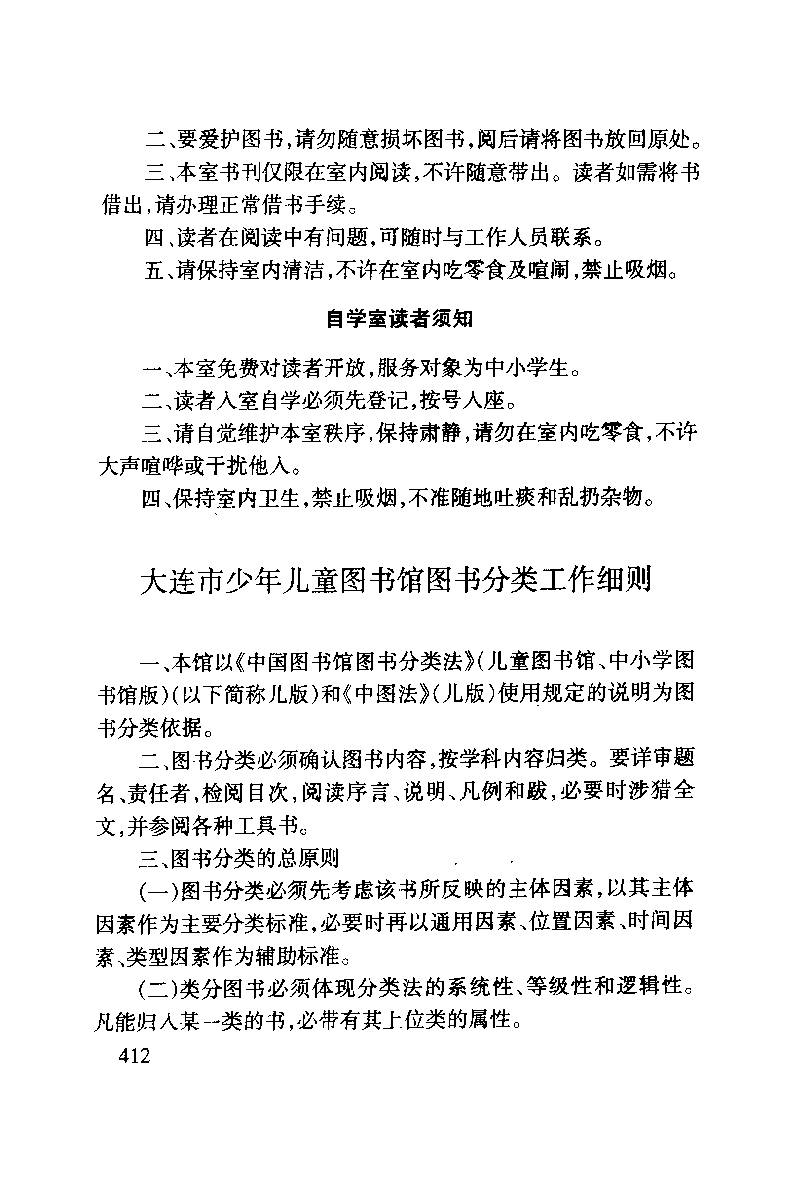 二、要爱护图书,请勿随意损坏图书,阅后请将图书放回原处。
三、本室书刊仅限在室内阅读,不许随意带出。读者如需将书
借出,请办理正常借书手续。
四、读者在阅读中有问题,可随时与工作人员联系。
五、请保持室内清洁,不许在室内吃零食及喧闹,禁止吸烟。
自学室读者须知
一、本室免费对读者开放,服务对象为中小学生。
二、读者入室自学必须先登记,按号入座。
三、请自觉维护本室秩序,保持肃静,请勿在室内吃零食,不许
大声喧哗或干扰他人。
四、保持室内卫生,禁止吸烟,不准随地吐痰和乱扔杂物。
大连市少年儿童图书馆图书分类工作细则
一、本馆以《中国图书馆图书分类法》(儿童图书馆、中小学图
书馆版)(以下简称儿版)和《中图法》(儿版)使用规定的说明为图
书分类依据。
二、图书分类必须确认图书内容,按学科内容归类。要详审题
名、责任者,检阅目次,阅读序言、说明、凡例和跋,必要时涉猎全
文,并参阅各种工具书。
三、图书分类的总原则
(一)图书分类必须先考虑该书所反映的主体因素,以其主体
因素作为主要分类标准,必要时再以通用因素、位置因素、时间因
素、类型因素作为辅助标准。
(二)类分图书必须体现分类法的系统性、等级性和逻辑性。
凡能归入某一类的书,必带有其上位类的属性。
412